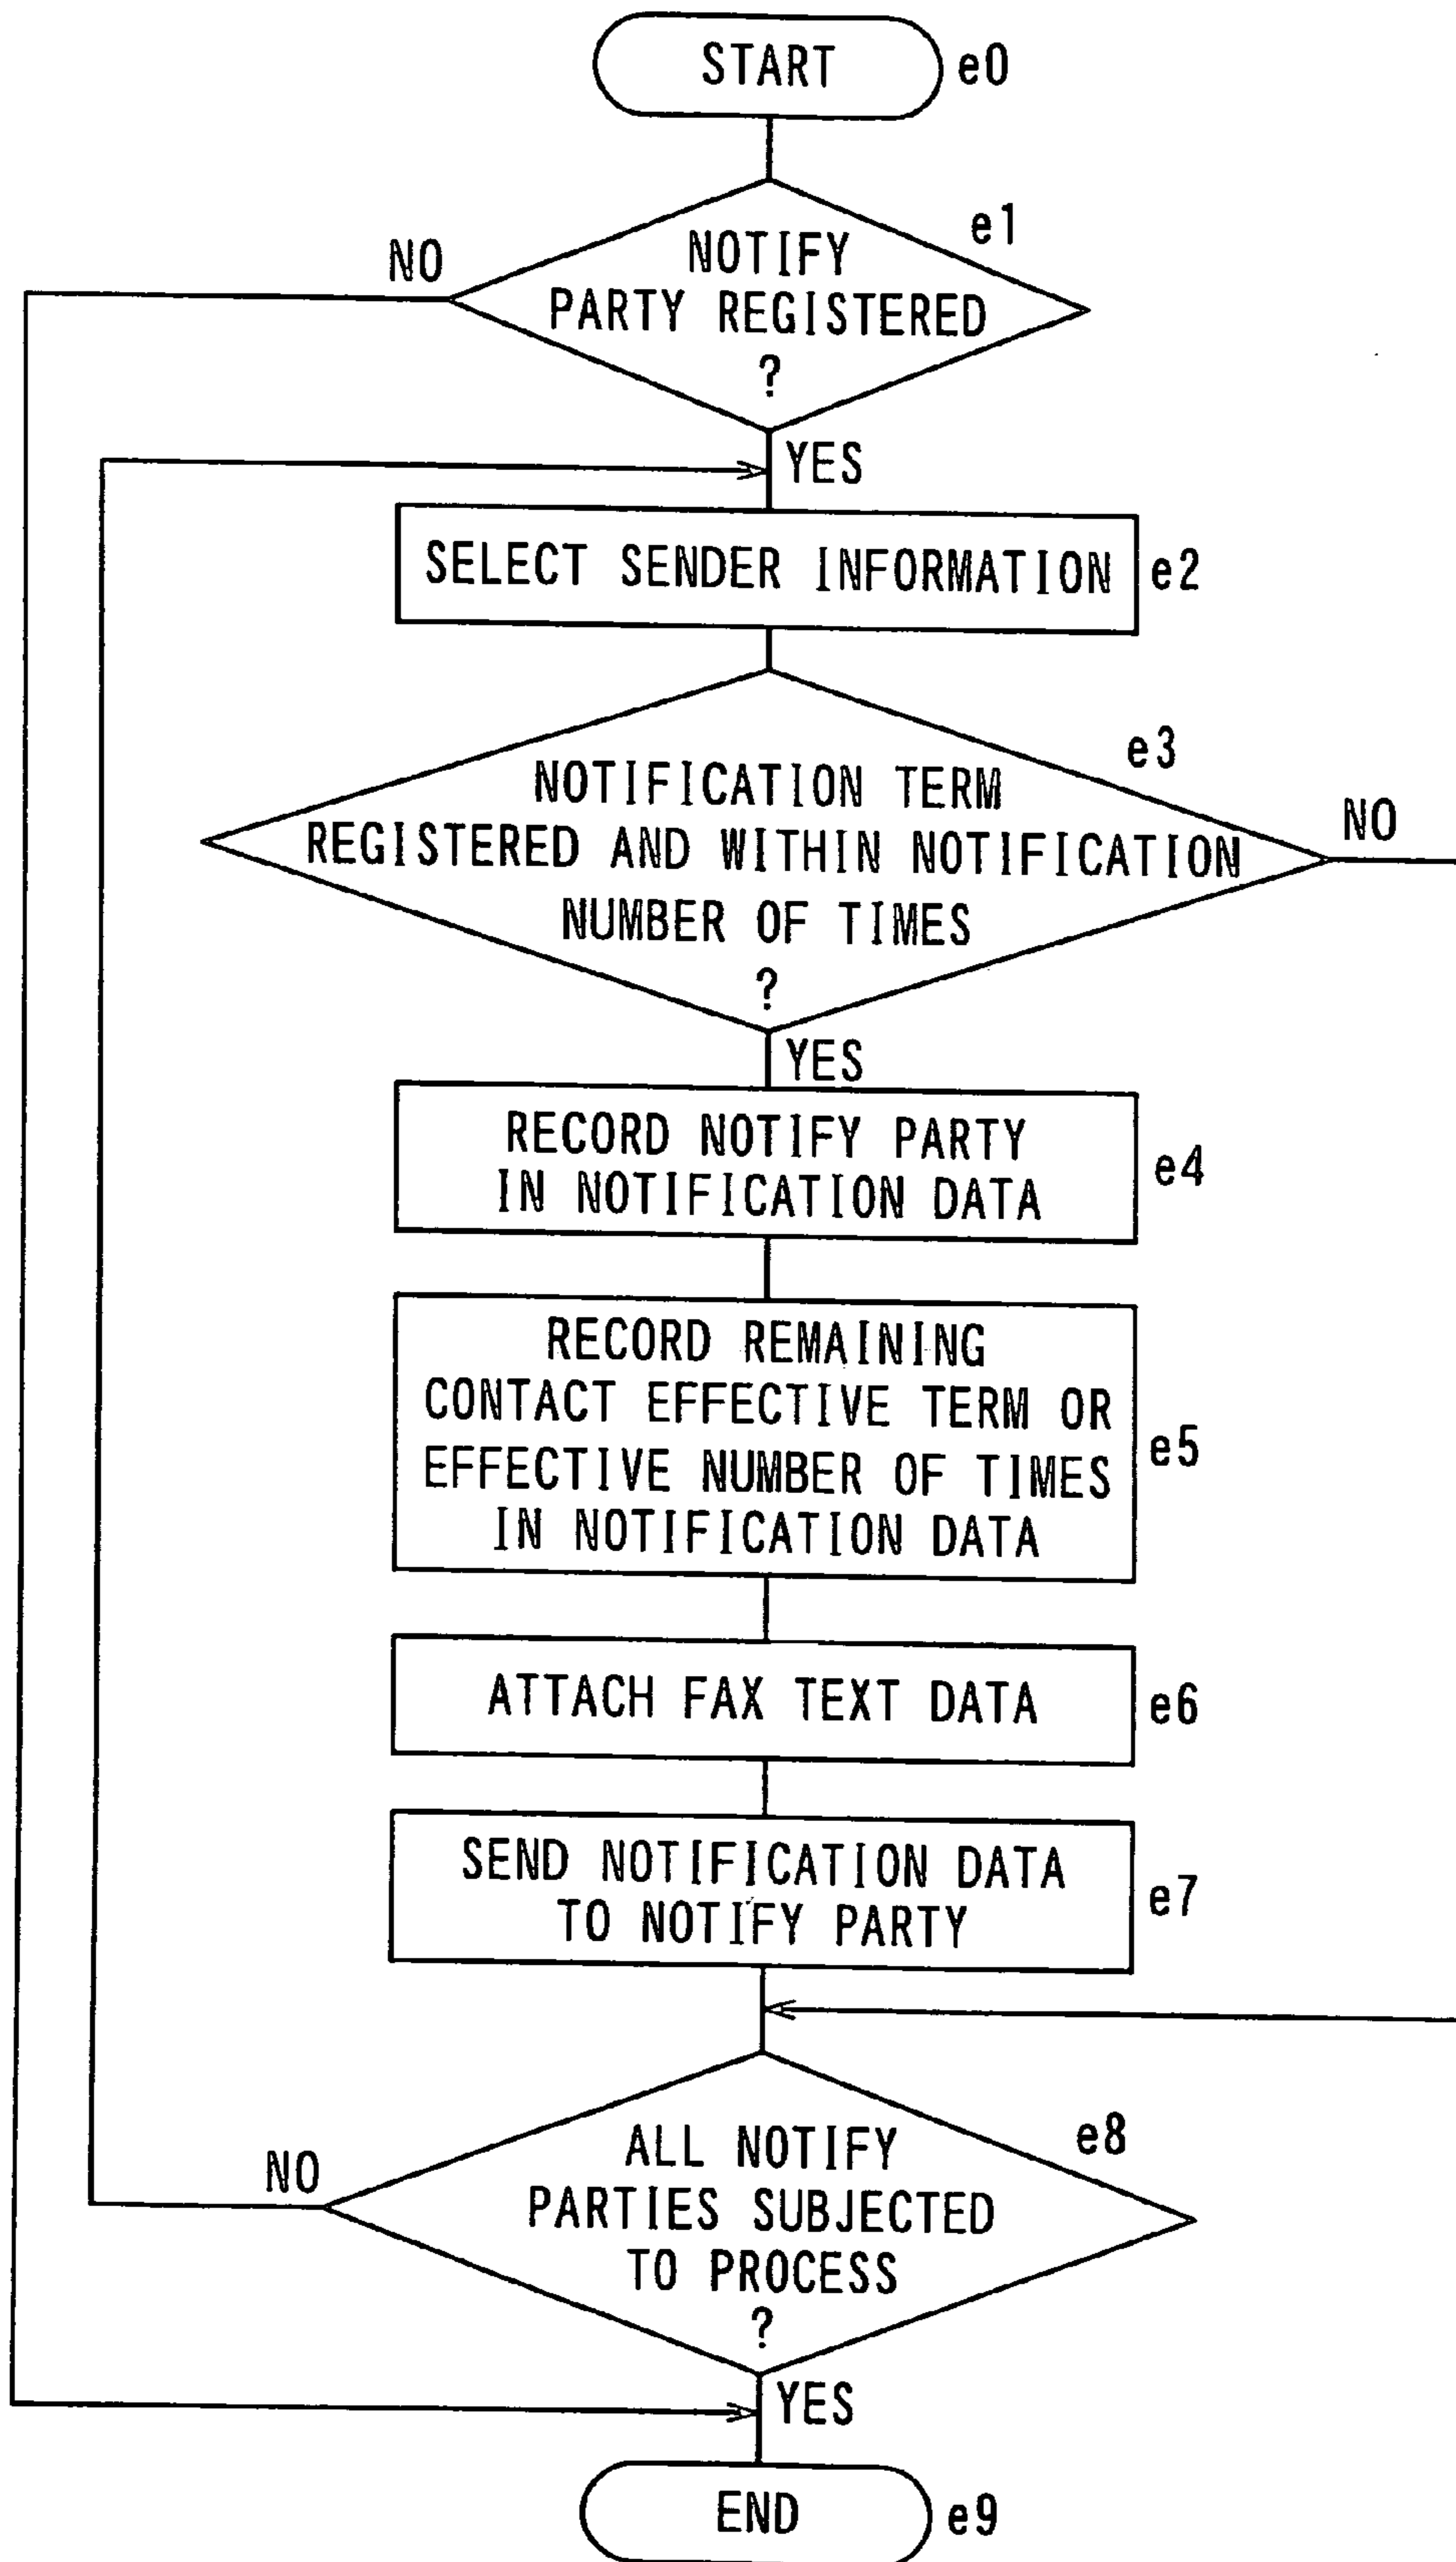 START e0
e1
NO
NOTIFY
PARTY REGISTERED
?
YES
SELECT SENDER INFORMATION e2
e3
NOTIFICATION TERM
REGISTERED AND WITHIN NOTIFICATION
NUMBER OF TIMES
?
NO
YES
RECORD NOTIFY PARTY
IN NOTIFICATION DATA
e4
RECORD REMAINING
CONTACT EFFECTIVE TERM OR
EFFECTIVE NUMBER OF TIMES
IN NOTIFICATION DATA
e5
ATTACH FAX TEXT DATA e6
SEND NOTIFICATION DATA
TO NOTIFY PARTY
e7
e8
NO
ALL NOTIFY
PARTIES SUBJECTED
TO PROCESS
?
YES
END e9